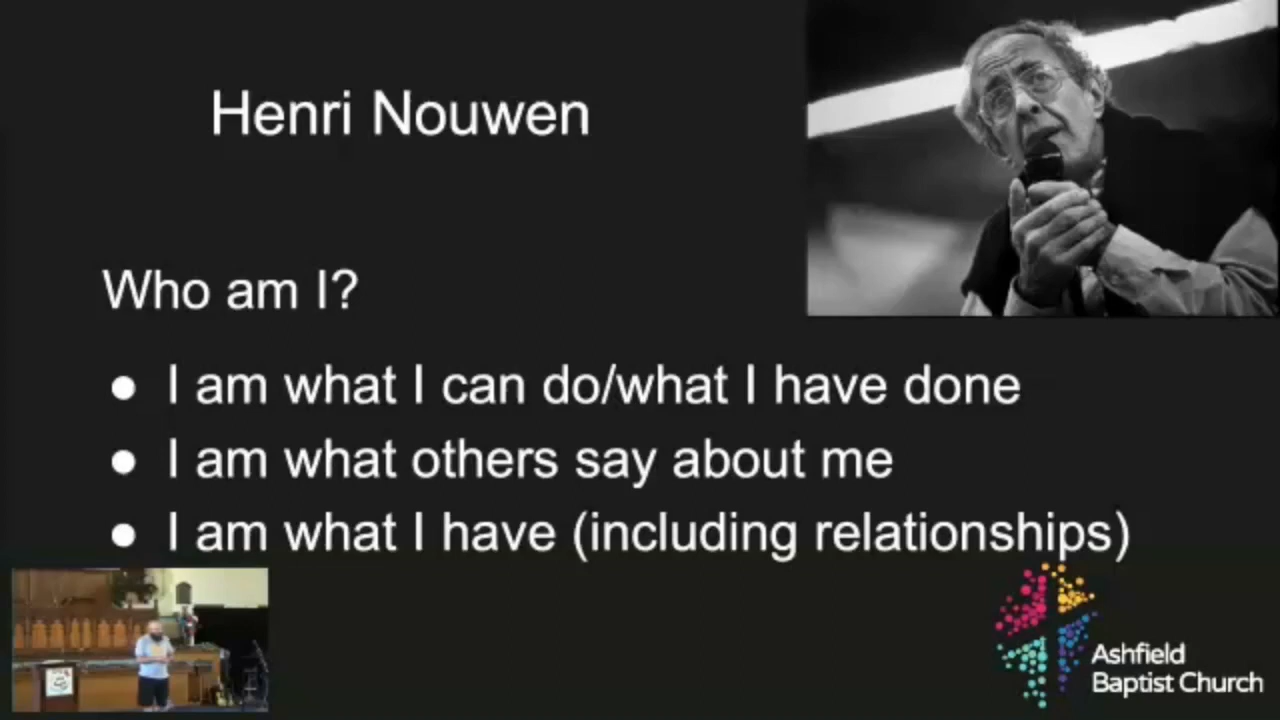 Henri Nouwen
Who am I?
● I am what I can do/what I have done
● I am what others say about me
● I am what I have (including relationships)
Ashfield
Baptist Church